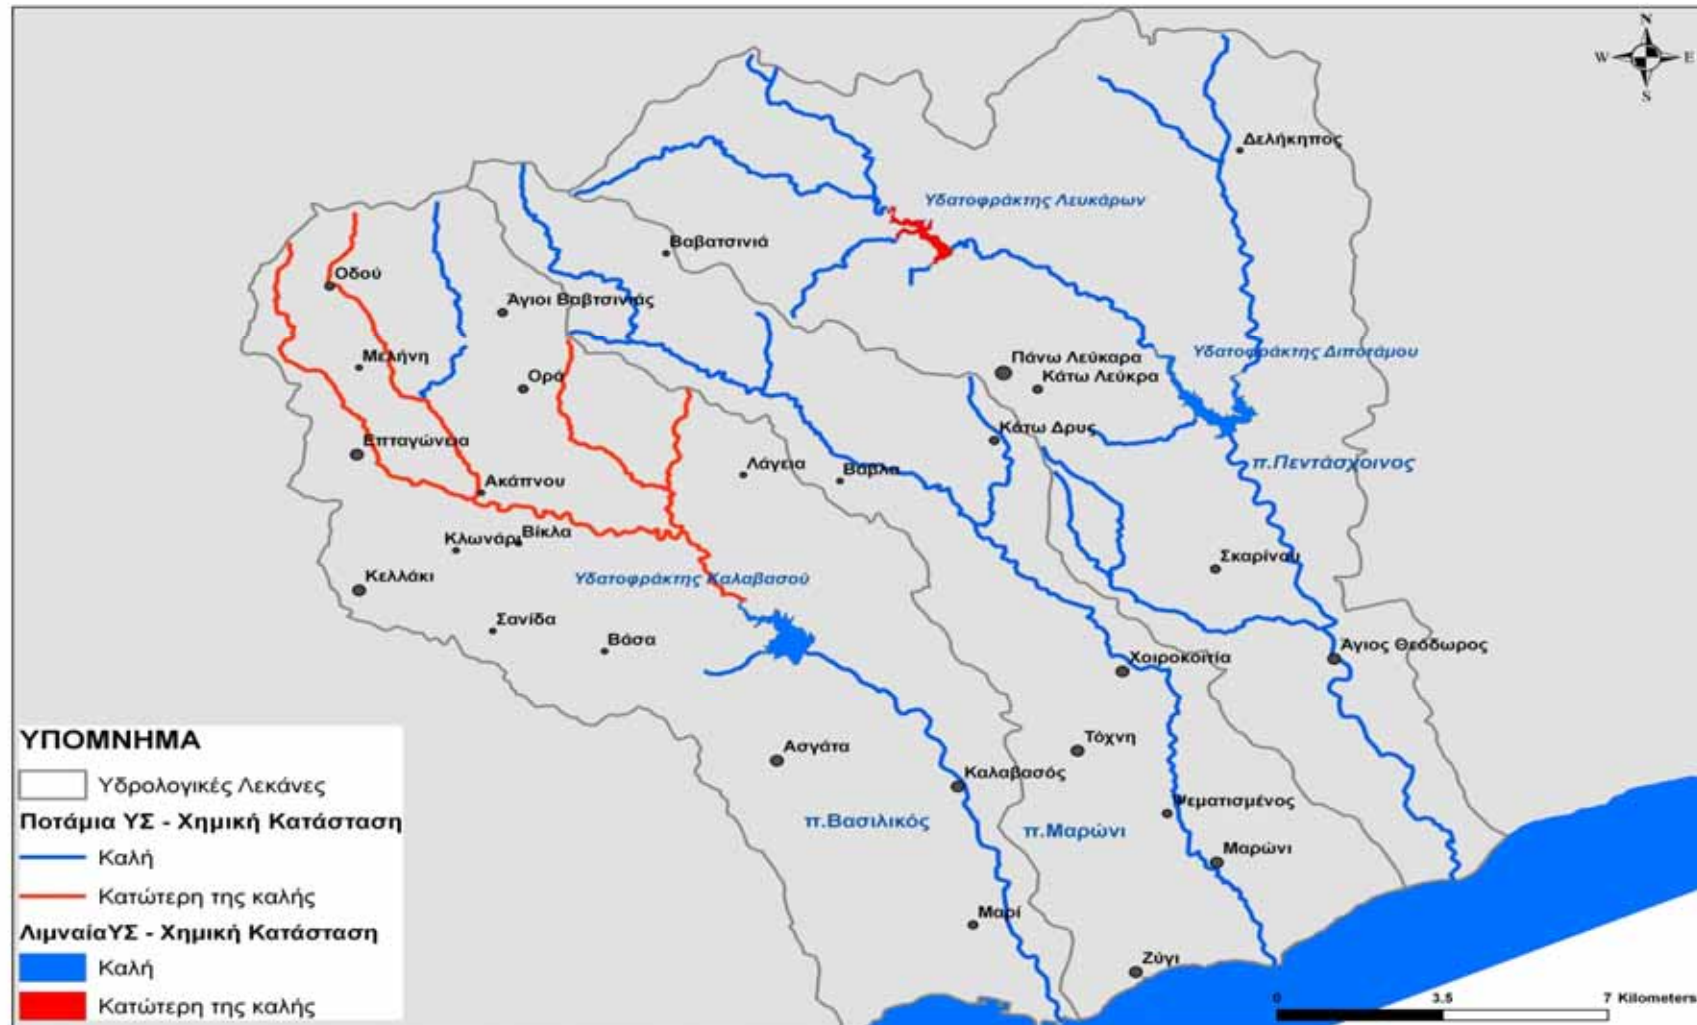 N
W E
S
Δελήκηπος
Υδατοφράκτης Λευκάρων
Βαβατσινιά
Οδού
Άγιοι Βαβτσινιάς
Μελήνη
Ορά
Πάνω Λεύκαρα
Κάτω Λεύκρα
Υδατοφράκτης Διποτάμου
Επταγώνεια
Ακάπνου
Λάγεια
Βάβλα
Κάτω Δρυς
π.Πεντάσχοινος
Κλωνάρι
Βίκλα
Κελλάκι
Υδατοφράκτης Καλαβασού
Σκαρίνου
Σανίδα
Βάσα
Χοιροκοιτία
Άγιος Θεόδωρος
Ασγάτα
Τόχνη
Καλαβασός
Ψεματισμένος
π.Βασιλικός
π.Μαρώνι
Μαρώνι
Μαρί
Ζύγι
ΥΠΟΜΝΗΜΑ
Υδρολογικές Λεκάνες
Ποτάμια ΥΣ - Χημική Κατάσταση
Καλή
Κατώτερη της καλής
ΛιμναίαΥΣ - Χημική Κατάσταση
Καλή
Κατώτερη της καλής
0 3.5 7 Kilometers